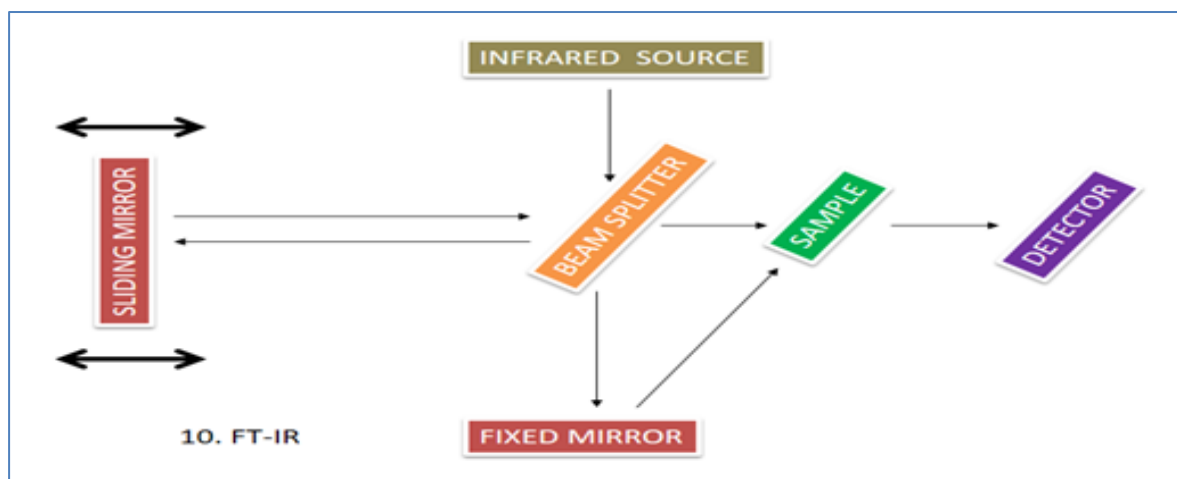 INFRARED SOURCE
SLIDING MIRROR
BEAM SPLITTER
SAMPLE
DETECTOR
10. FT-IR
FIXED MIRROR